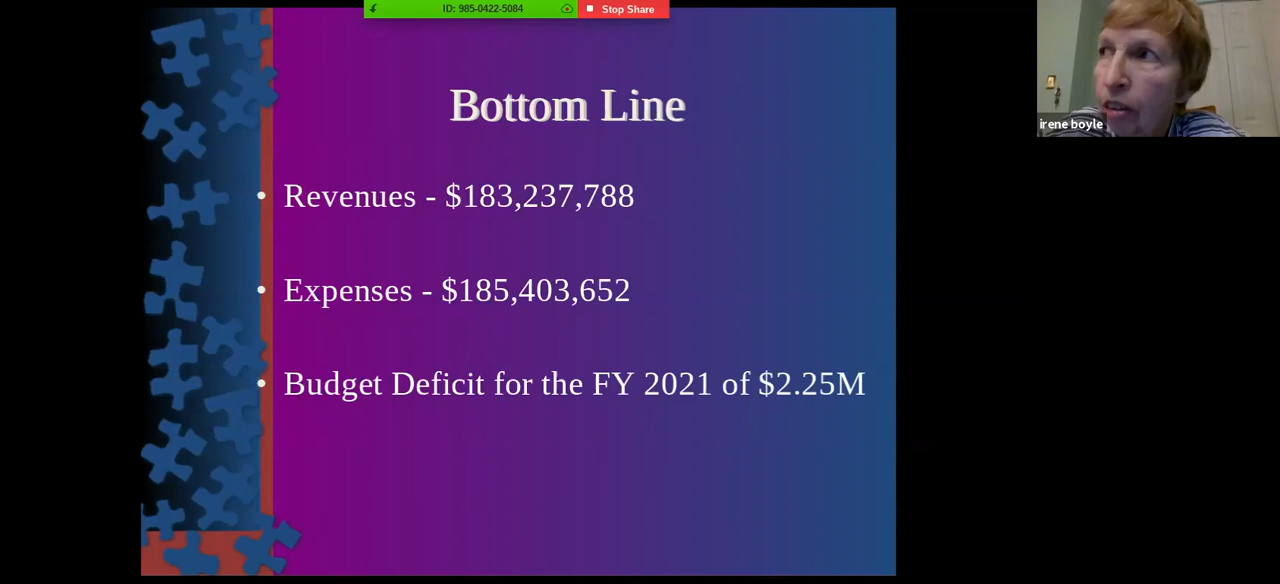 ID: 985-0422-5084
Stop Share
irene boyle
Bottom Line
• Revenues - $183,237,788
• Expenses - $185,403,652
• Budget Deficit for the FY 2021 of $2.25M